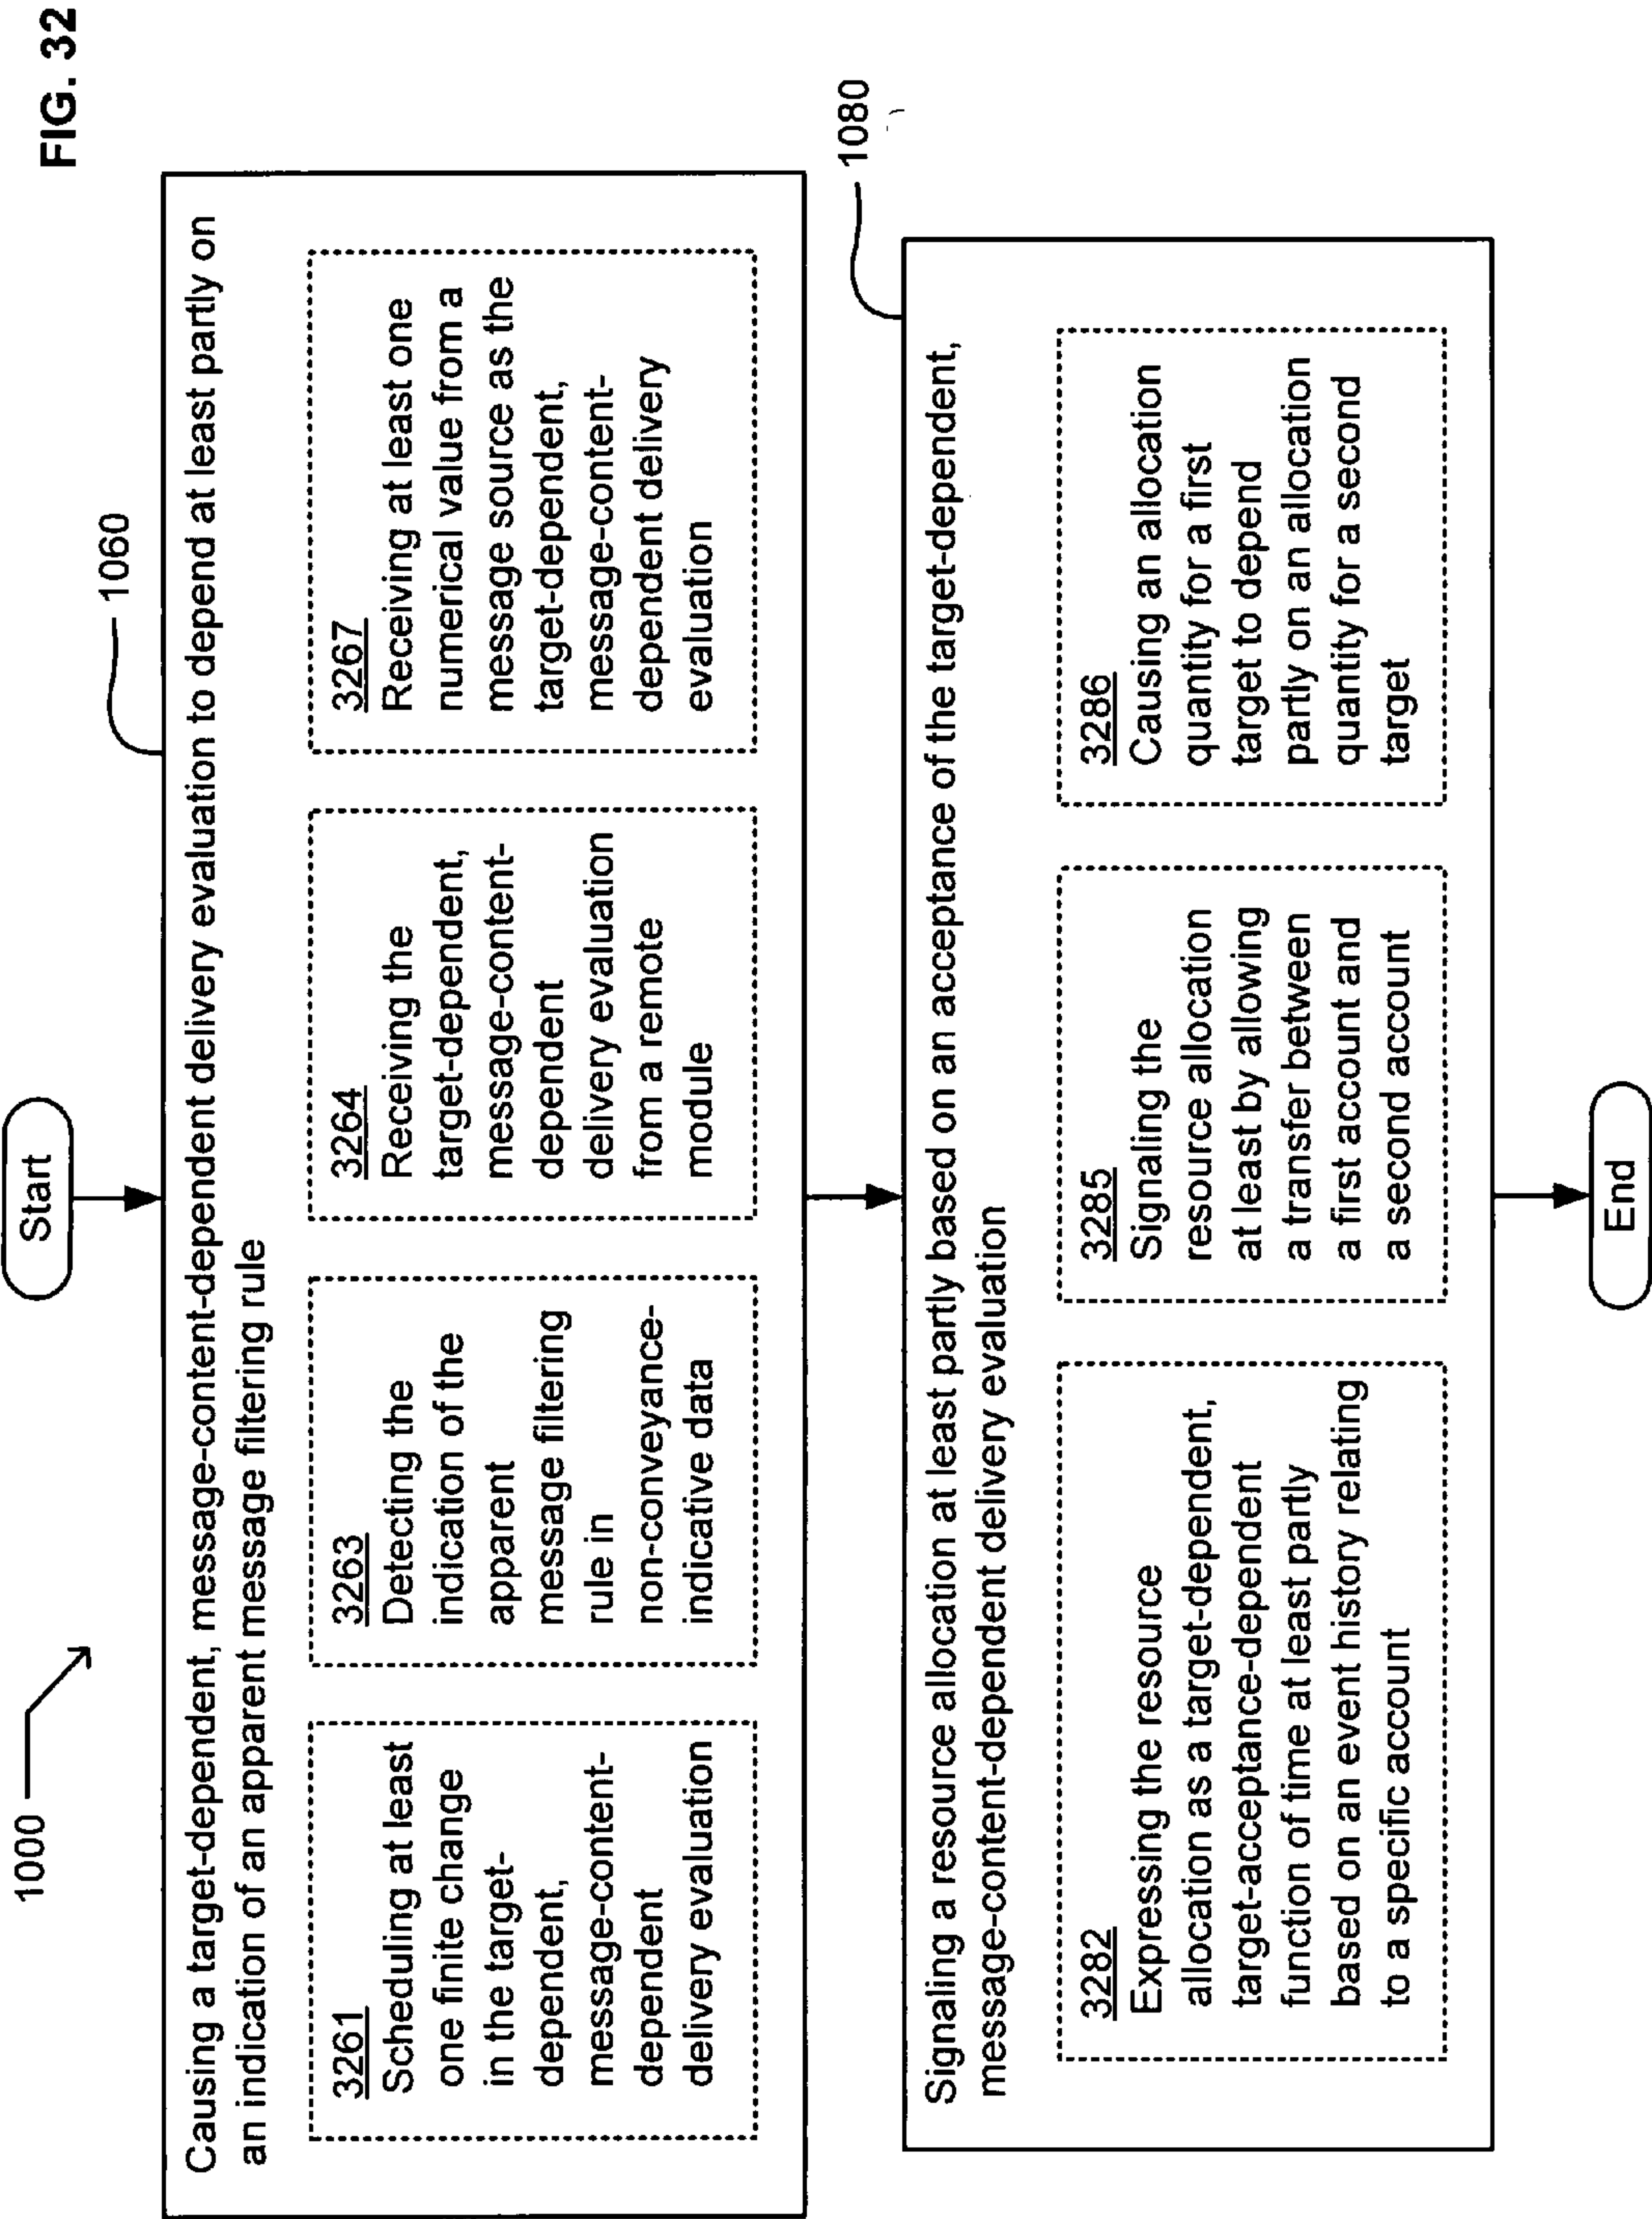 FIG. 32
1000
Start
1060
Causing a target-dependent, message-content-dependent delivery evaluation to depend at least partly on
an indication of an apparent message filtering rule
3261
Scheduling at least
one finite change
in the target-
dependent,
message-content-
dependent
delivery evaluation
3263
Detecting the
indication of the
apparent
message filtering
rule in
non-conveyance-
indicative data
3264
Receiving the
target-dependent,
message-content-
dependent
delivery evaluation
from a remote
module
3267
Receiving at least one
numerical value from a
message source as the
target-dependent,
message-content-
dependent delivery
evaluation
1080
Signaling a resource allocation at least partly based on an acceptance of the target-dependent,
message-content-dependent delivery evaluation
3282
Expressing the resource
allocation as a target-dependent,
target-acceptance-dependent
function of time at least partly
based on an event history relating
to a specific account
3285
Signaling the
resource allocation
at least by allowing
a transfer between
a first account and
a second account
3286
Causing an allocation
quantity for a first
target to depend
partly on an allocation
quantity for a second
target
End